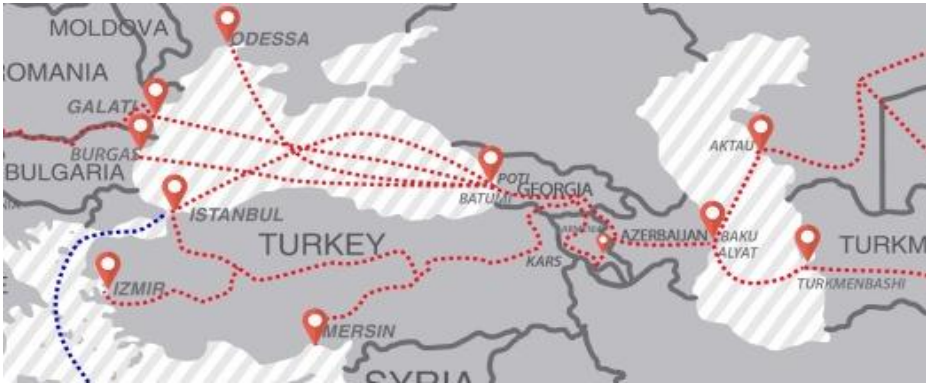 MOLDOVA
ODESSA
ROMANIA
GALATI
BURGAS
BULGARIA
AKTAU
POTI
GEORGIA
BATUMI
ISTANBUL
TURKEY
AZERBAIJAN
BAKU
ALYAT
TURKM
KARS
IZMIR
TURKMENBASHI
MERSIN
SYRIA